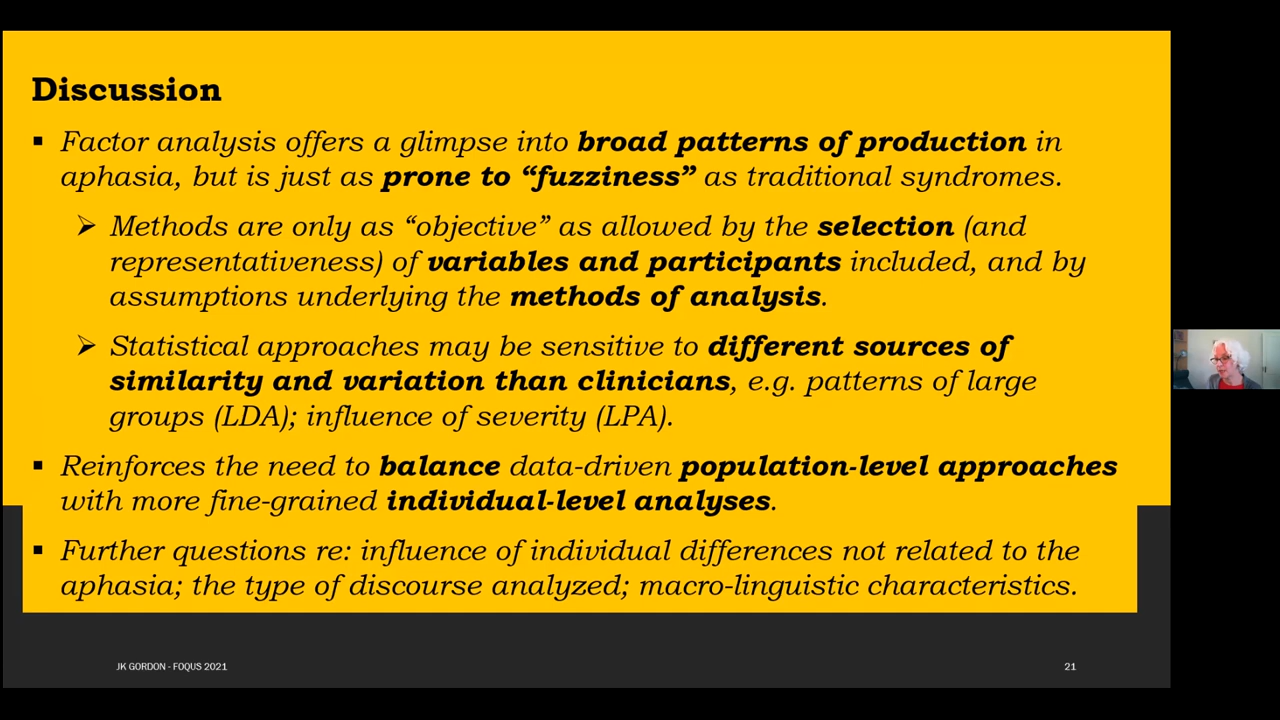 Discussion
▪ Factor analysis offers a glimpse into broad patterns of production in
aphasia, but is just as prone to “fuzziness” as traditional syndromes.
➢ Methods are only as “objective” as allowed by the selection (and
representativeness) of variables and participants included, and by
assumptions underlying the methods of analysis.
➢ Statistical approaches may be sensitive to different sources of
similarity and variation than clinicians, e.g. patterns of large
groups (LDA); influence of severity (LPA).
▪ Reinforces the need to balance data-driven population-level approaches
with more fine-grained individual-level analyses.
▪ Further questions re: influence of individual differences not related to the
aphasia; the type of discourse analyzed; macro-linguistic characteristics.
JK GORDON - FOQUS 2021
21